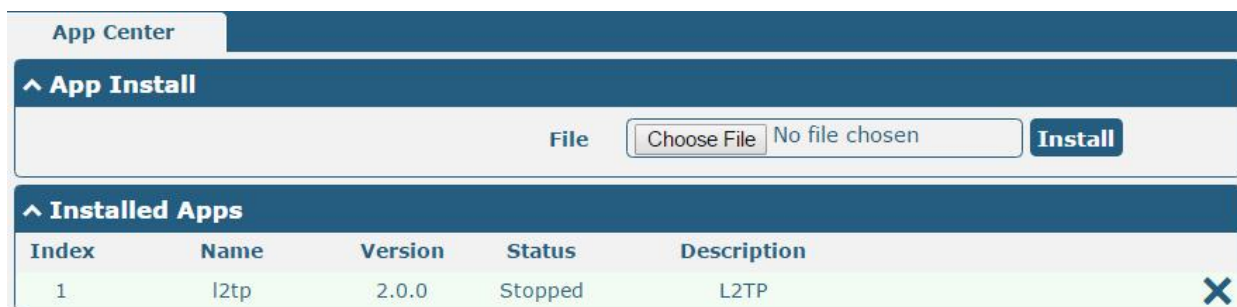 App Center
App Install
File Choose File No file chosen Install
Installed Apps
Index Name Version Status Description
1 l2tp 2.0.0 Stopped L2TP